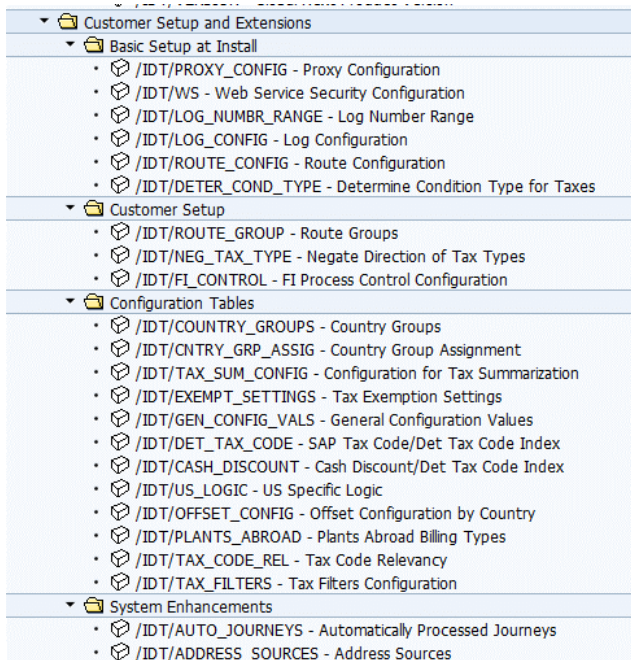 Customer Setup and Extensions
Basic Setup at Install
/IDT/PROXY_CONFIG - Proxy Configuration
/IDT/WS - Web Service Security Configuration
/IDT/LOG_NUMBR_RANGE - Log Number Range
/IDT/LOG_CONFIG - Log Configuration
/IDT/ROUTE_CONFIG - Route Configuration
/IDT/DETER_COND_TYPE - Determine Condition Type for Taxes
Customer Setup
/IDT/ROUTE_GROUP - Route Groups
/IDT/NEG_TAX_TYPE - Negate Direction of Tax Types
/IDT/FI_CONTROL - FI Process Control Configuration
Configuration Tables
/IDT/COUNTRY_GROUPS - Country Groups
/IDT/CNTRY_GRP_ASSIG - Country Group Assignment
/IDT/TAX_SUM_CONFIG - Configuration for Tax Summarization
/IDT/EXEMPT_SETTINGS - Tax Exemption Settings
/IDT/GEN_CONFIG_VALS - General Configuration Values
/IDT/DET_TAX_CODE - SAP Tax Code/Det Tax Code Index
/IDT/CASH_DISCOUNT - Cash Discount/Det Tax Code Index
/IDT/US_LOGIC - US Specific Logic
/IDT/OFFSET_CONFIG - Offset Configuration by Country
/IDT/PLANTS_ABROAD - Plants Abroad Billing Types
/IDT/TAX_CODE_REL - Tax Code Relevancy
/IDT/TAX_FILTERS - Tax Filters Configuration
System Enhancements
/IDT/AUTO_JOURNEYS - Automatically Processed Journeys
/IDT/ADDRESS_SOURCES - Address Sources